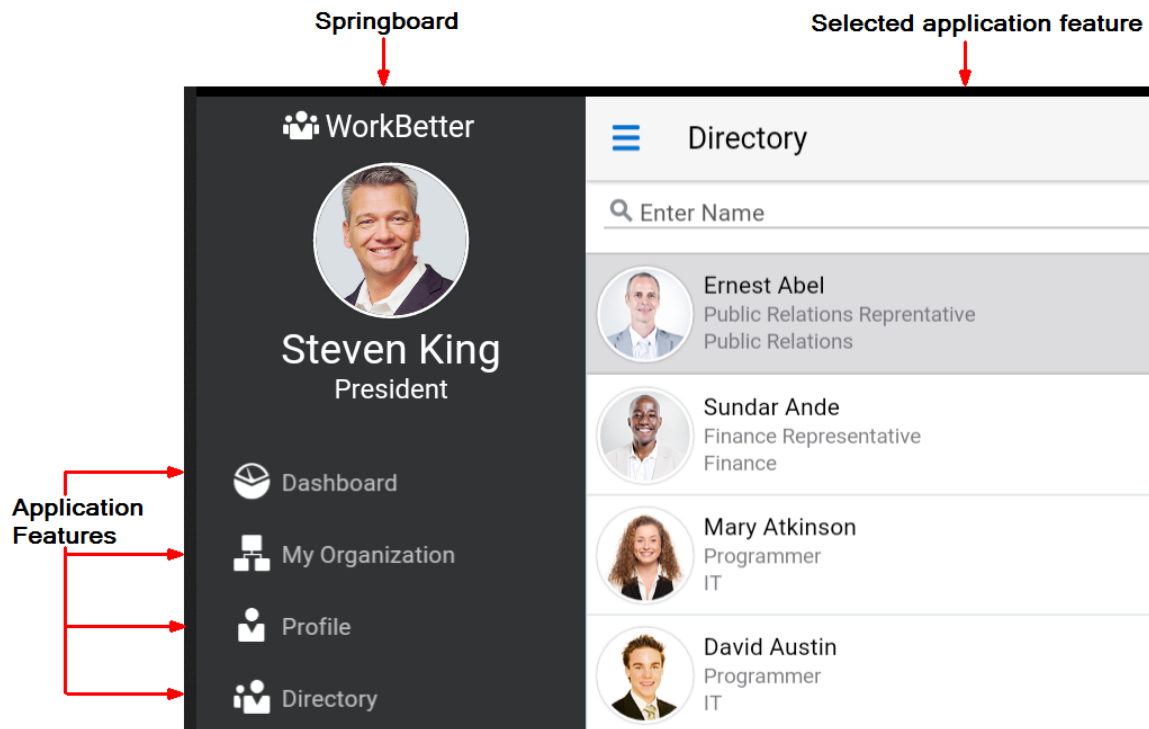 Springboard
Selected application feature
WorkBetter
Steven King
President
Application
Features
Dashboard
My Organization
Profile
Directory
Directory
Enter Name
Ernest Abel
Public Relations Reprentative
Public Relations
Sundar Ande
Finance Representative
Finance
Mary Atkinson
Programmer
IT
David Austin
Programmer
IT